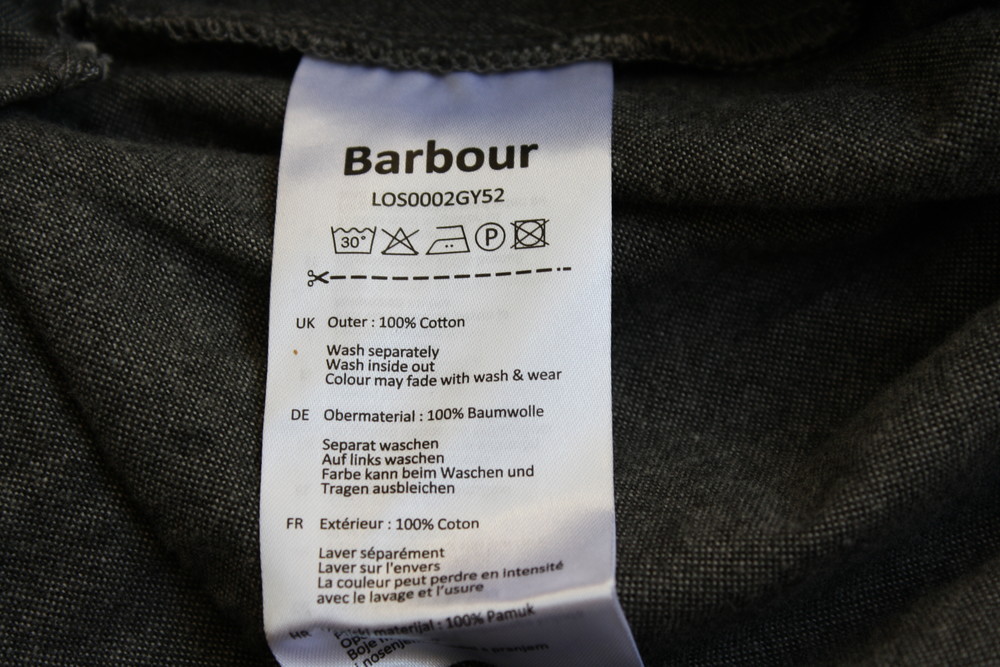 Barbour
LOS0002GY52
30°
P
UK Outer : 100% Cotton
Wash separately
Wash inside out
Colour may fade with wash & wear
DE Obermaterial : 100% Baumwolle
Separat waschen
Auf links waschen
Farbe kann beim Waschen und
Tragen ausbleichen
FR Extérieur : 100% Coton
Laver séparément
Laver sur l'envers
La couleur peut perdre en intensité
avec le lavage et l'usure
HR materijal : 100% Pamuk
Boje